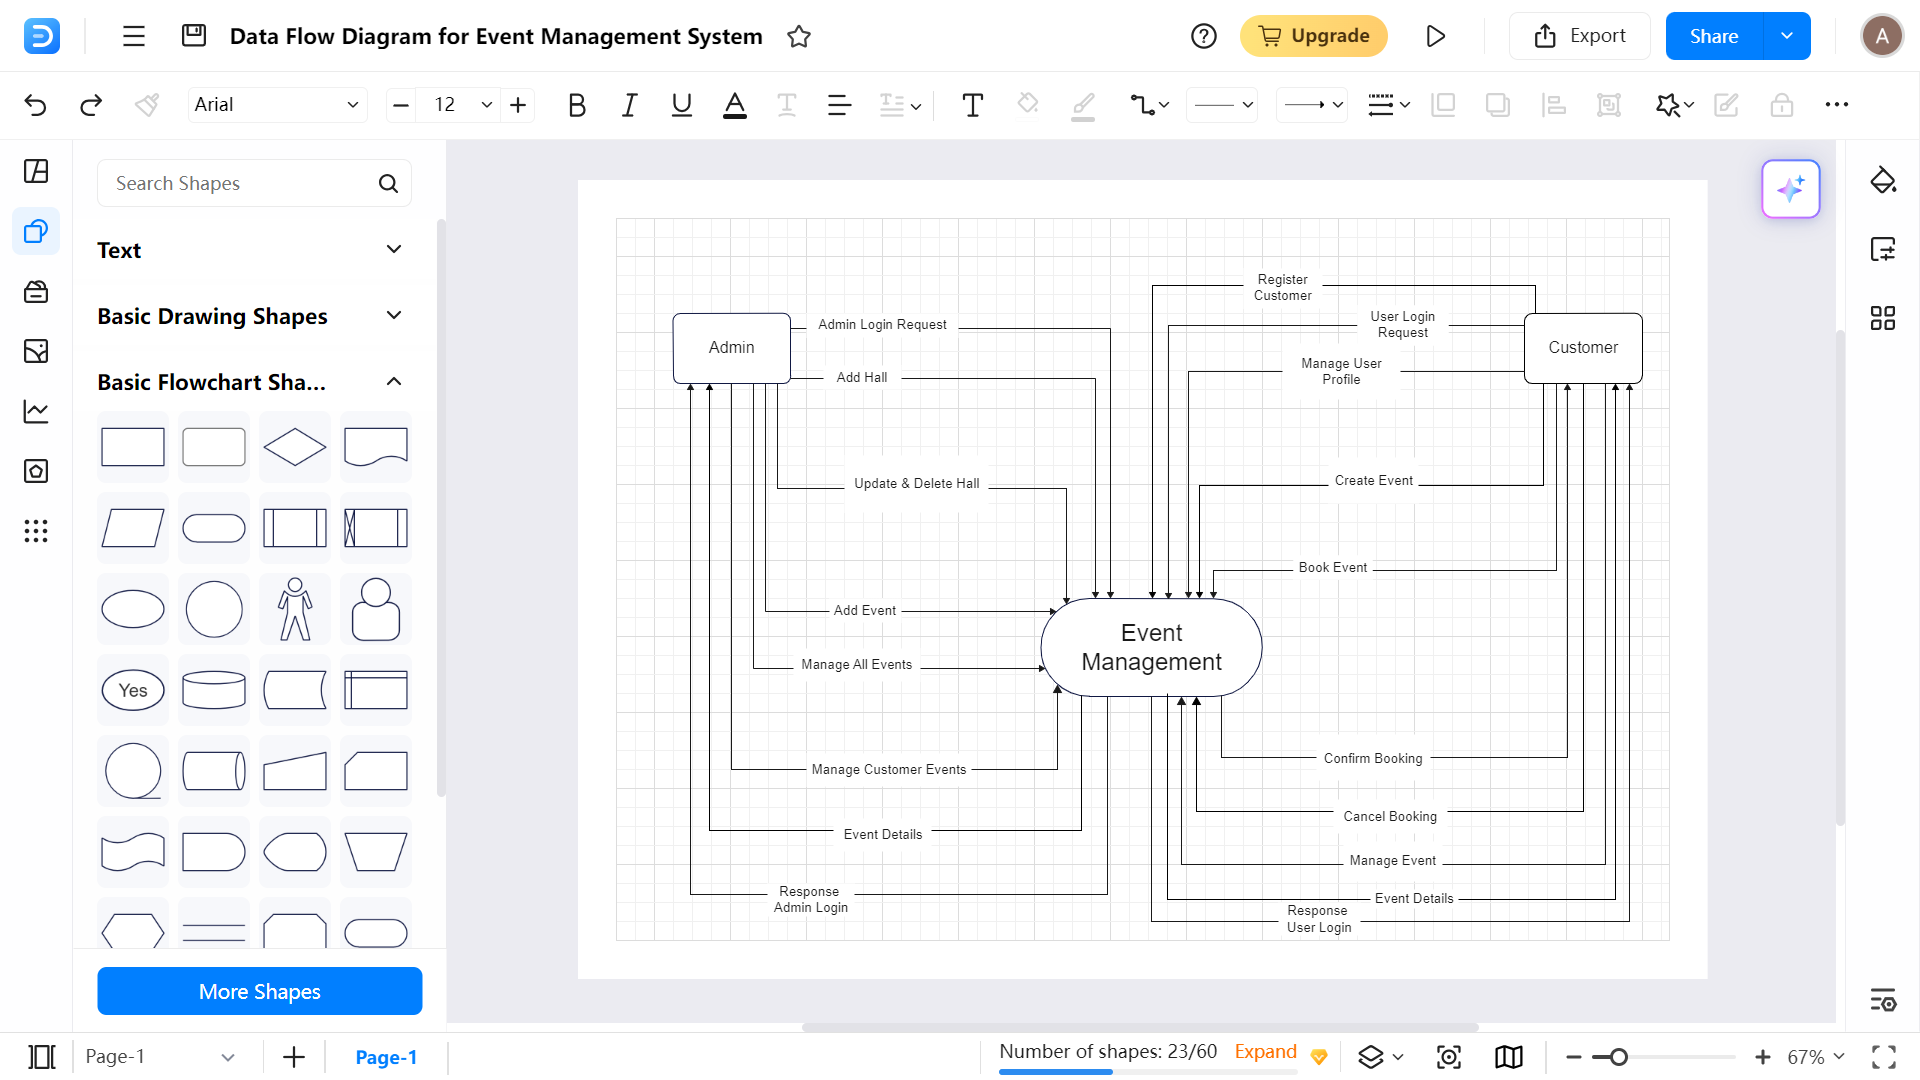 Data Flow Diagram for Event Management System
Upgrade
Export
Share
A
Arial
12
Search Shapes
Text
Basic Drawing Shapes
Basic Flowchart Sha...
Yes
More Shapes
Register
Customer
Admin Login Request
User Login
Request
Admin
Customer
Manage User
Profile
Add Hall
Create Event
Update & Delete Hall
Book Event
Add Event
Event
Management
Manage All Events
Confirm Booking
Manage Customer Events
Cancel Booking
Event Details
Manage Event
Response
Admin Login
Event Details
Response
User Login
Page-1
Page-1
Number of shapes: 23/60
Expand
67%